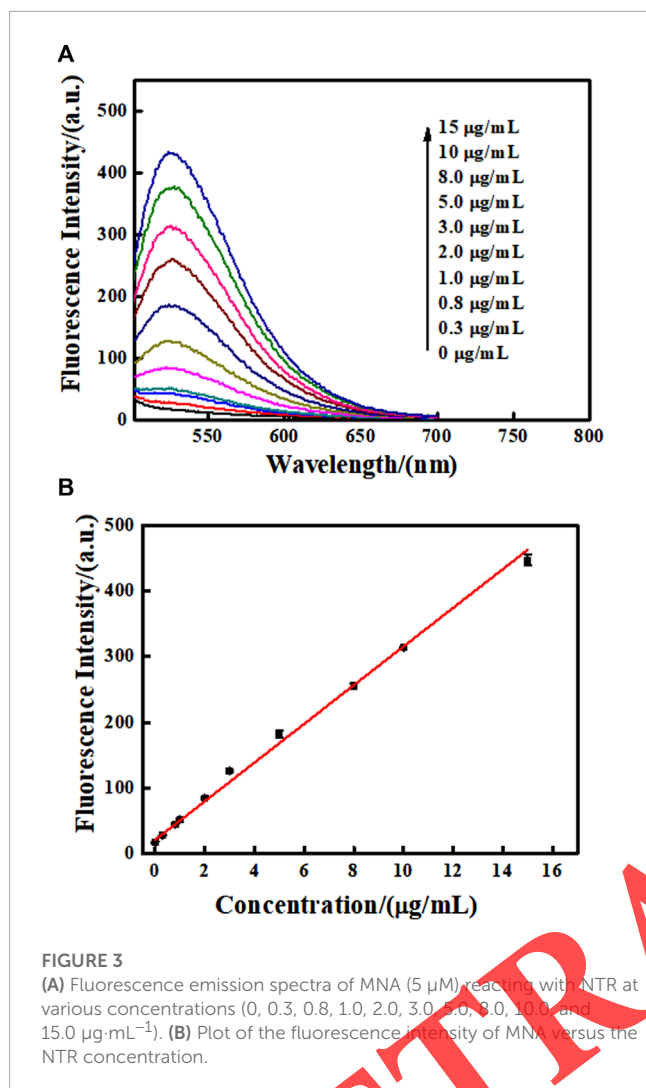 A
Fluorescence Intensity/(a.u.)
500
400
300
200
100
0
15 µg/mL
10 µg/mL
8.0 µg/mL
5.0 µg/mL
3.0 µg/mL
2.0 µg/mL
1.0 µg/mL
0.8 µg/mL
0.3 µg/mL
0 µg/mL
550 600 650 700 750 800
Wavelength/(nm)
B
Fluorescence Intensity/(a.u.)
500
400
300
200
100
0
0 2 4 6 8 10 12 14 16
Concentration/(µg/mL)
FIGURE 3
(A) Fluorescence emission spectra of MNA (5 µM) reacting with NTR at
various concentrations (0, 0.3, 0.8, 1.0, 2.0, 3.0, 5.0, 8.0, 10.0, and
15.0 µg·mL⁻¹). (B) Plot of the fluorescence intensity of MNA versus the
NTR concentration.
TRA